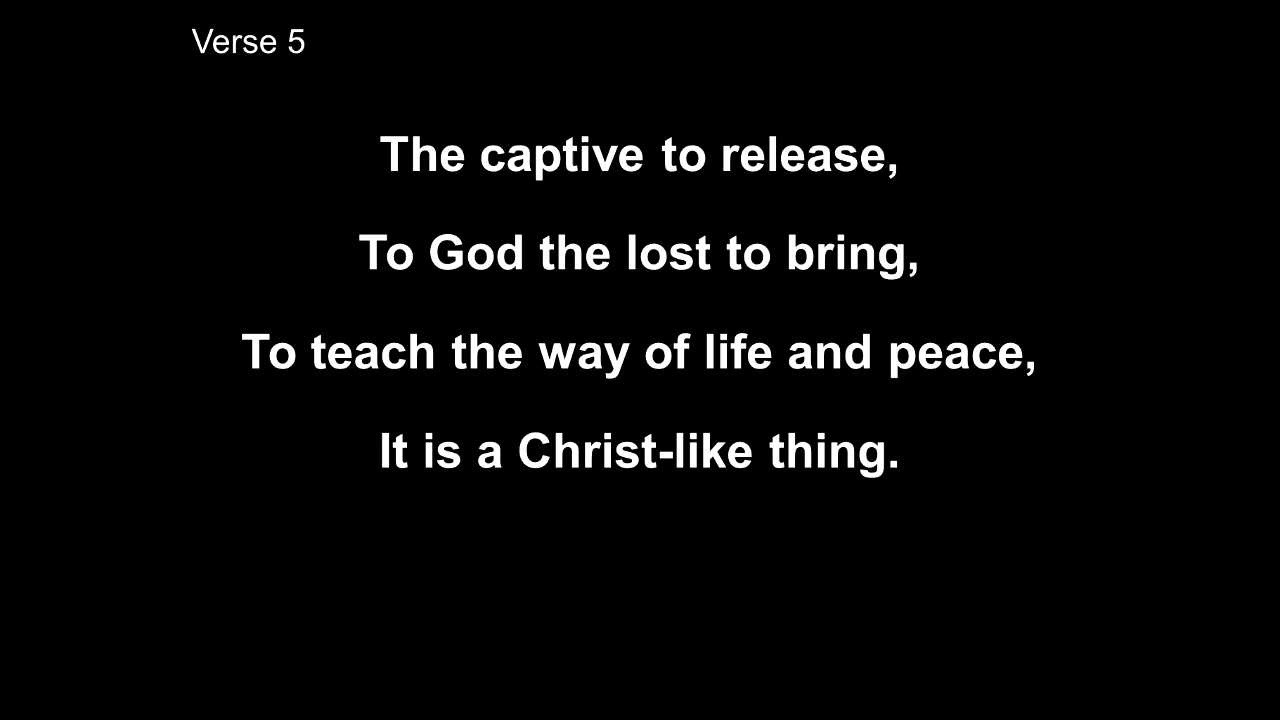 Verse 5
The captive to release,
To God the lost to bring,
To teach the way of life and peace,
It is a Christ-like thing.